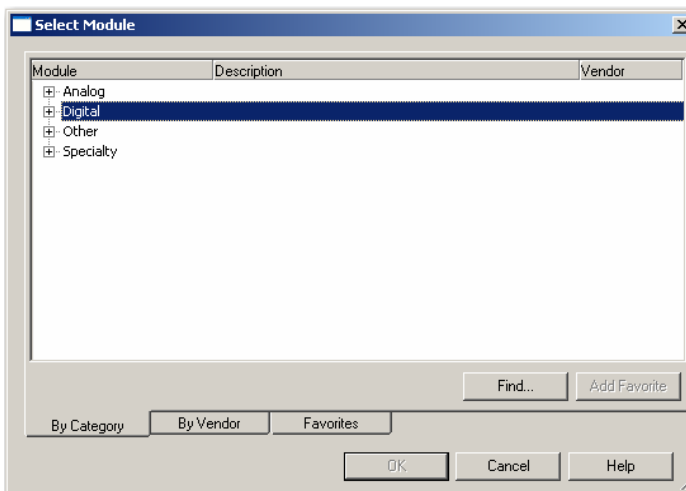 Select Module
Module Description Vendor
Analog
Digital
Other
Specialty
Find... Add Favorite
By Category By Vendor Favorites
OK Cancel Help